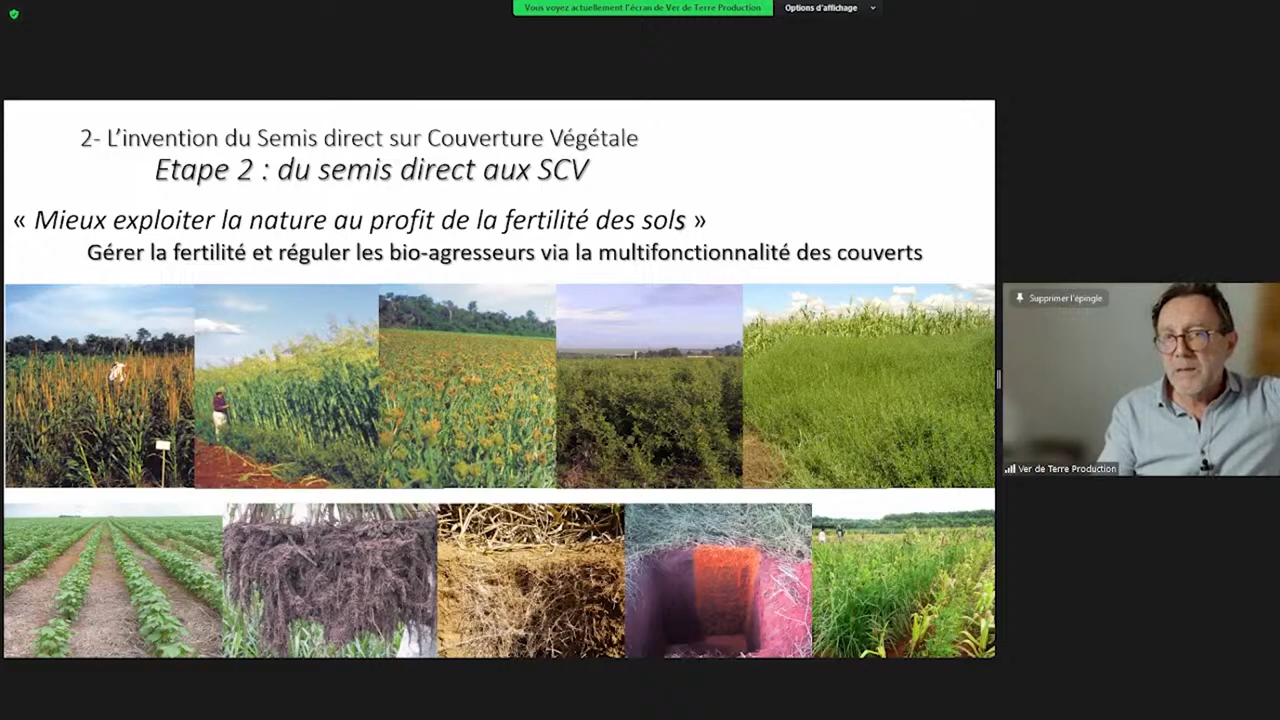 Vous voyez actuellement l'écran de Ver de Terre Production
Options d'affichage
2- L'invention du Semis direct sur Couverture Végétale
Etape 2 : du semis direct aux SCV
« Mieux exploiter la nature au profit de la fertilité des sols »
Gérer la fertilité et réguler les bio-agresseurs via la multifonctionnalité des couverts
Supprimer l'épingle
Ver de Terre Production